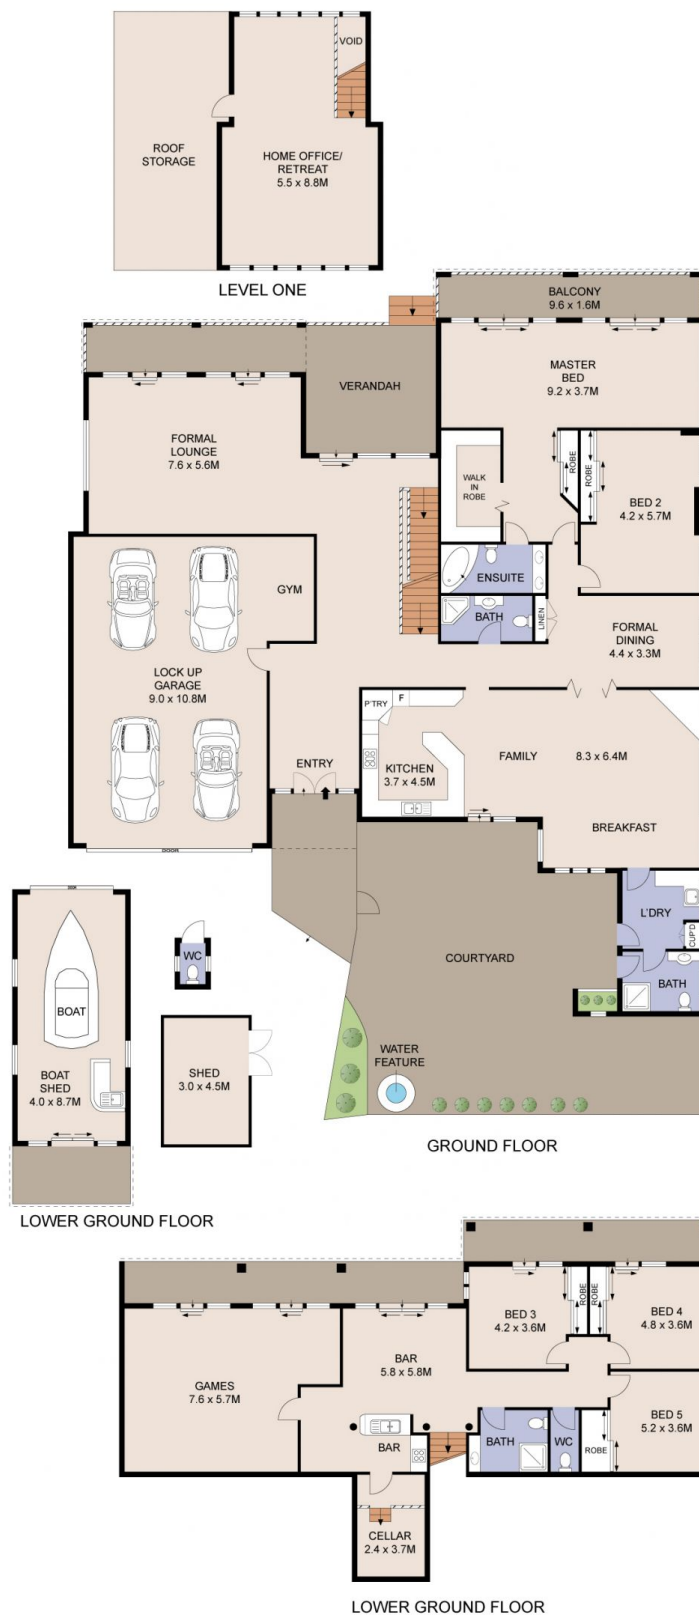 VOID
ROOF
STORAGE
HOME OFFICE/
RETREAT
5.5 x 8.8M
LEVEL ONE
BALCONY
9.6 x 1.6M
MASTER
BED
9.2 x 3.7M
VERANDAH
FORMAL
LOUNGE
7.6 x 5.6M
WALK
IN
ROBE
ROBE
ROBE
BED 2
4.2 x 5.7M
GYM
ENSUITE
BATH
LINEN
FORMAL
DINING
4.4 x 3.3M
LOCK UP
GARAGE
9.0 x 10.8M
P'TRY
F
ENTRY
KITCHEN
3.7 x 4.5M
FAMILY
8.3 x 6.4M
BREAKFAST
DOOR
L'DRY
CUP'D
BATH
COURTYARD
WC
BOAT
BOAT
SHED
4.0 x 8.7M
SHED
3.0 x 4.5M
WATER
FEATURE
GROUND FLOOR
LOWER GROUND FLOOR
BED 3
4.2 x 3.6M
ROBE
ROBE
BED 4
4.8 x 3.6M
GAMES
7.6 x 5.7M
BAR
5.8 x 5.8M
BED 5
5.2 x 3.6M
BAR
BATH
WC
ROBE
CELLAR
2.4 x 3.7M
LOWER GROUND FLOOR